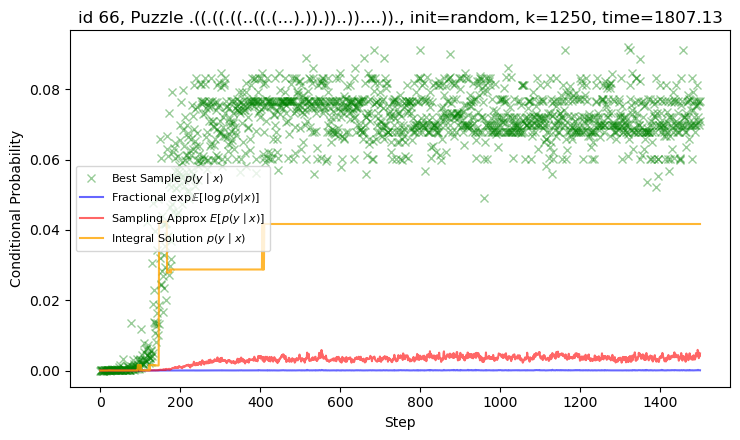 id 66, Puzzle .((.((.((..((.(...).)).))..))....))., init=random, k=1250, time=1807.13
Conditional Probability
0.08
0.06
0.04
0.02
0.00
Best Sample p(y | x)
Fractional exp𝔼[log p(y|x)]
Sampling Approx E[p(y | x)]
Integral Solution p(y | x)
0 200 400 600 800 1000 1200 1400
Step